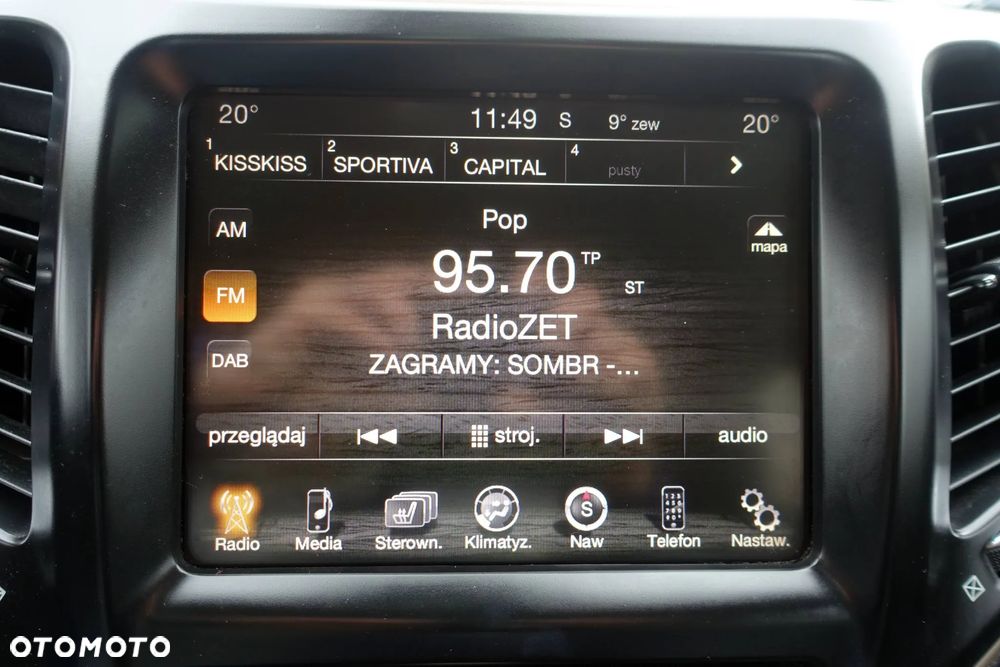 20° 11:49 S 9° zew 20°
1 KISSKISS 2 SPORTIVA 3 CAPITAL 4 pusty
Pop
AM
mapa
95.70 TP
ST
FM
RadioZET
DAB
ZAGRAMY: SOMBR -...
przeglądaj stroj. audio
S
Radio Media Sterown. Klimatyz. Naw Telefon Nastaw.
OTOMOTO